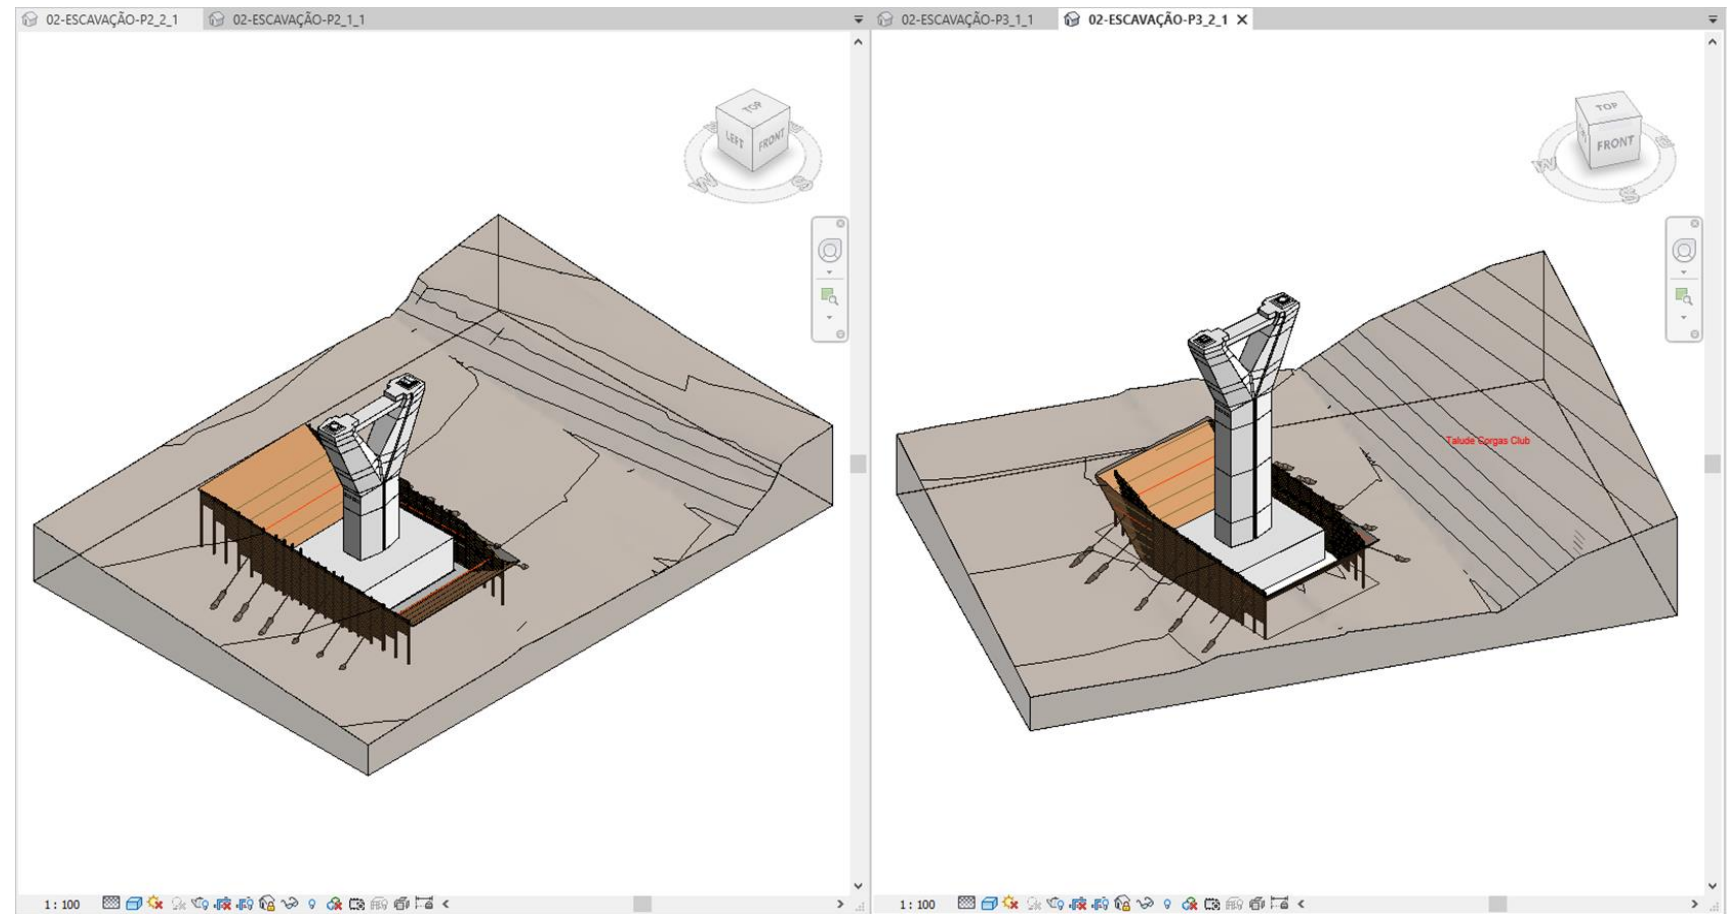 02-ESCAVAÇÃO-P2_2_1
02-ESCAVAÇÃO-P2_1_1
02-ESCAVAÇÃO-P3_1_1
02-ESCAVAÇÃO-P3_2_1
TOP
LEFT
FRONT
W
S
TOP
FRONT
W
S
Talude Corgas Club
1 : 100
1 : 100